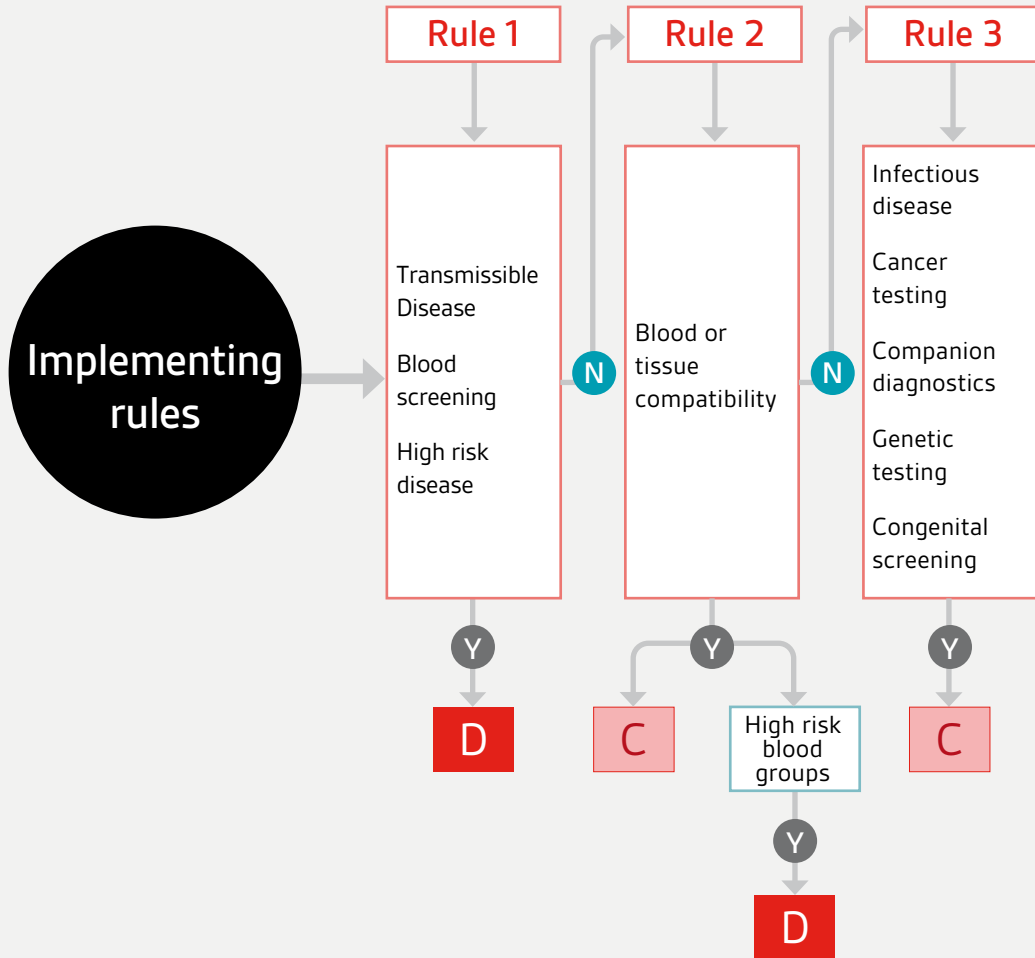 Rule 1
Rule 2
Rule 3
Implementing
rules
Transmissible
Disease
Blood
screening
High risk
disease
N
Blood or
tissue
compatibility
N
Infectious
disease
Cancer
testing
Companion
diagnostics
Genetic
testing
Congenital
screening
Y
Y
Y
D
C
High risk
blood
groups
C
Y
D